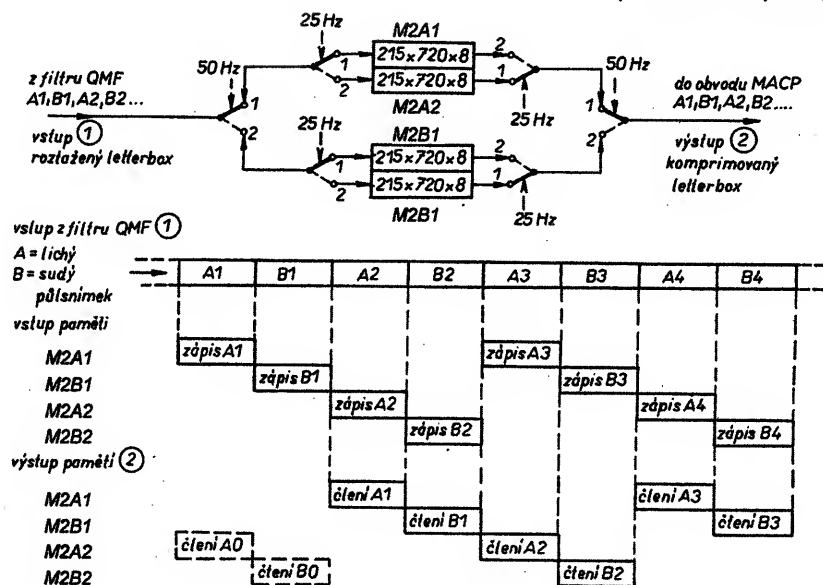 M2A1
25 Hz
25 Hz
1
215×720×8
2
215×720×8
2
1
M2A2
z filtru QMF
A1,B1,A2,B2...
50 Hz
1
2
vstup ①
roztažený letterbox
50 Hz
do obvodu MACP
A1,B1,A2,B2....
1
2
výstup ②
komprimovaný
letterbox
25 Hz
M2B1
25 Hz
1
215×720×8
2
215×720×8
2
1
M2B1
25 Hz
vstup z filtru QMF ①
A = lichý
B = sudý
půlsnímek
A1 B1 A2 B2 A3 B3 A4 B4
vstup paměti
M2A1 zápis A1 zápis A3
M2B1 zápis B1 zápis B3
M2A2 zápis A2 zápis A4
M2B2 zápis B2 zápis B4
výstup pamětí ②
M2A1 čtení A1 čtení A3
M2B1 čtení B1 čtení B3
M2A2 čtení A0 čtení A2
M2B2 čtení B0 čtení B2